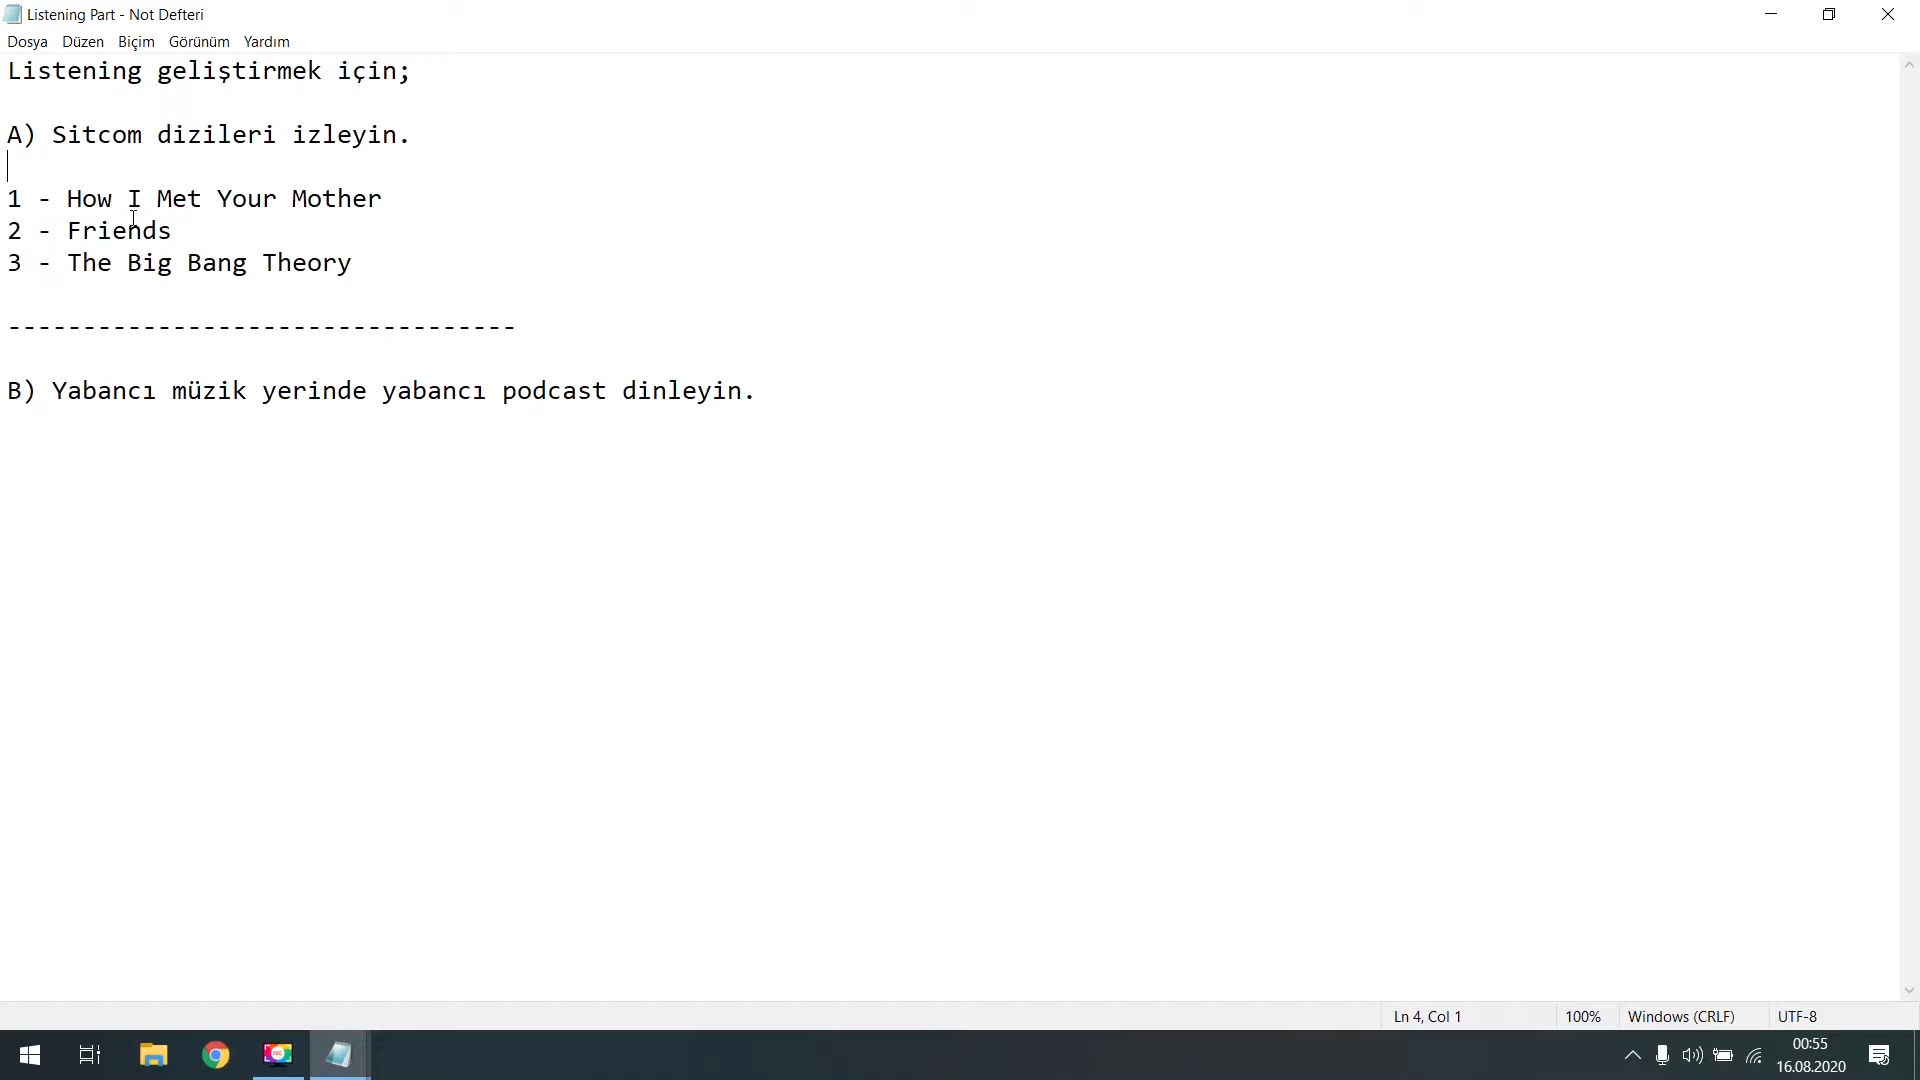 Listening Part - Not Defteri
Dosya Düzen Biçim Görünüm Yardım
Listening geliştirmek için;
A) Sitcom dizileri izleyin.
1 - How I Met Your Mother
2 - Friends
3 - The Big Bang Theory
----------------------------------
B) Yabancı müzik yerinde yabancı podcast dinleyin.
Ln 4, Col 1 100% Windows (CRLF) UTF-8
00:55
16.08.2020